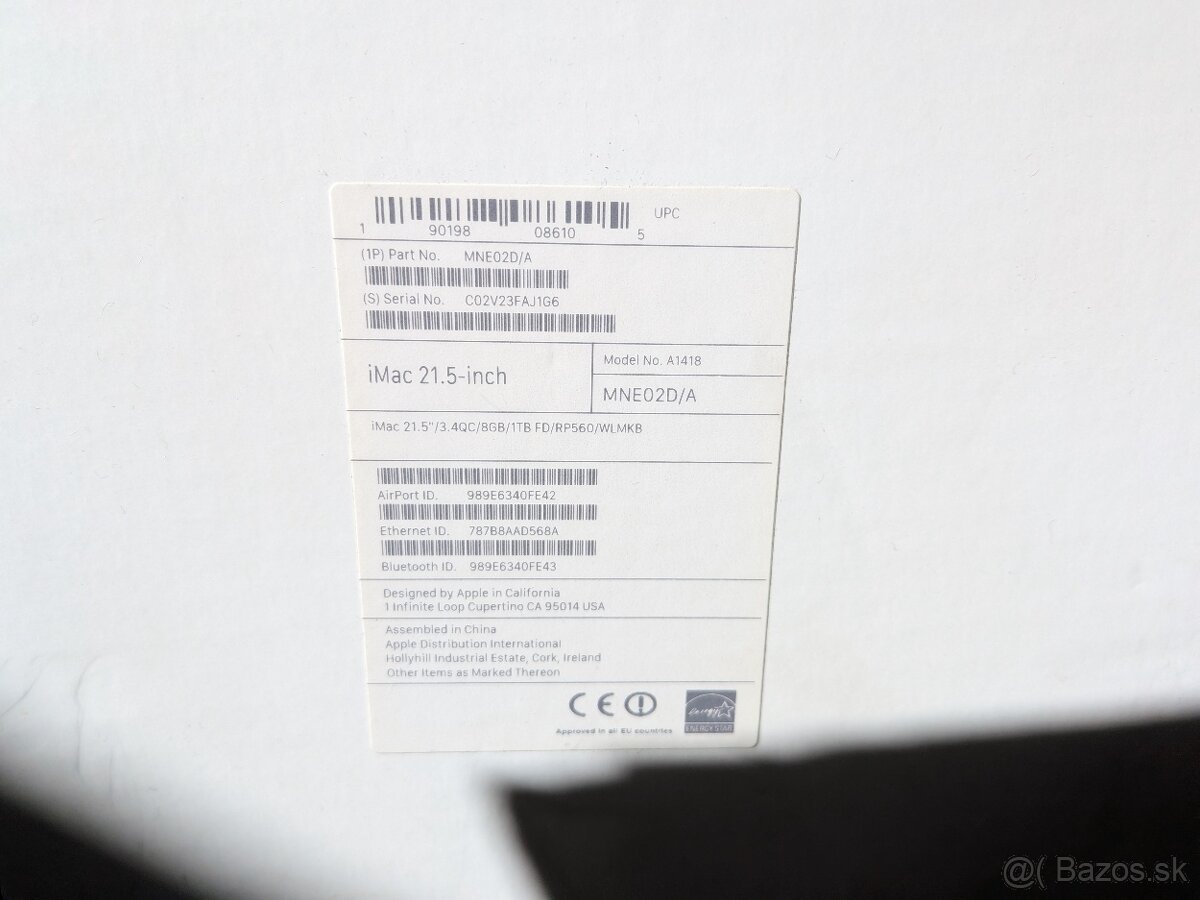 UPC
1 90198 08610 5
(1P) Part No. MNE02D/A
(S) Serial No. C02V23FAJ1G6
iMac 21.5-inch
Model No. A1418
MNE02D/A
iMac 21.5"/3.4QC/8GB/1TB FD/RP560/WLMKB
AirPort ID. 989E6340FE42
Ethernet ID. 787B8AAD568A
Bluetooth ID. 989E6340FE43
Designed by Apple in California
1 Infinite Loop Cupertino CA 95014 USA
Assembled in China
Apple Distribution International
Hollyhill Industrial Estate, Cork, Ireland
Other Items as Marked Thereon
CE
Approved in all EU countries
energy
ENERGY STAR
@( Bazos.sk